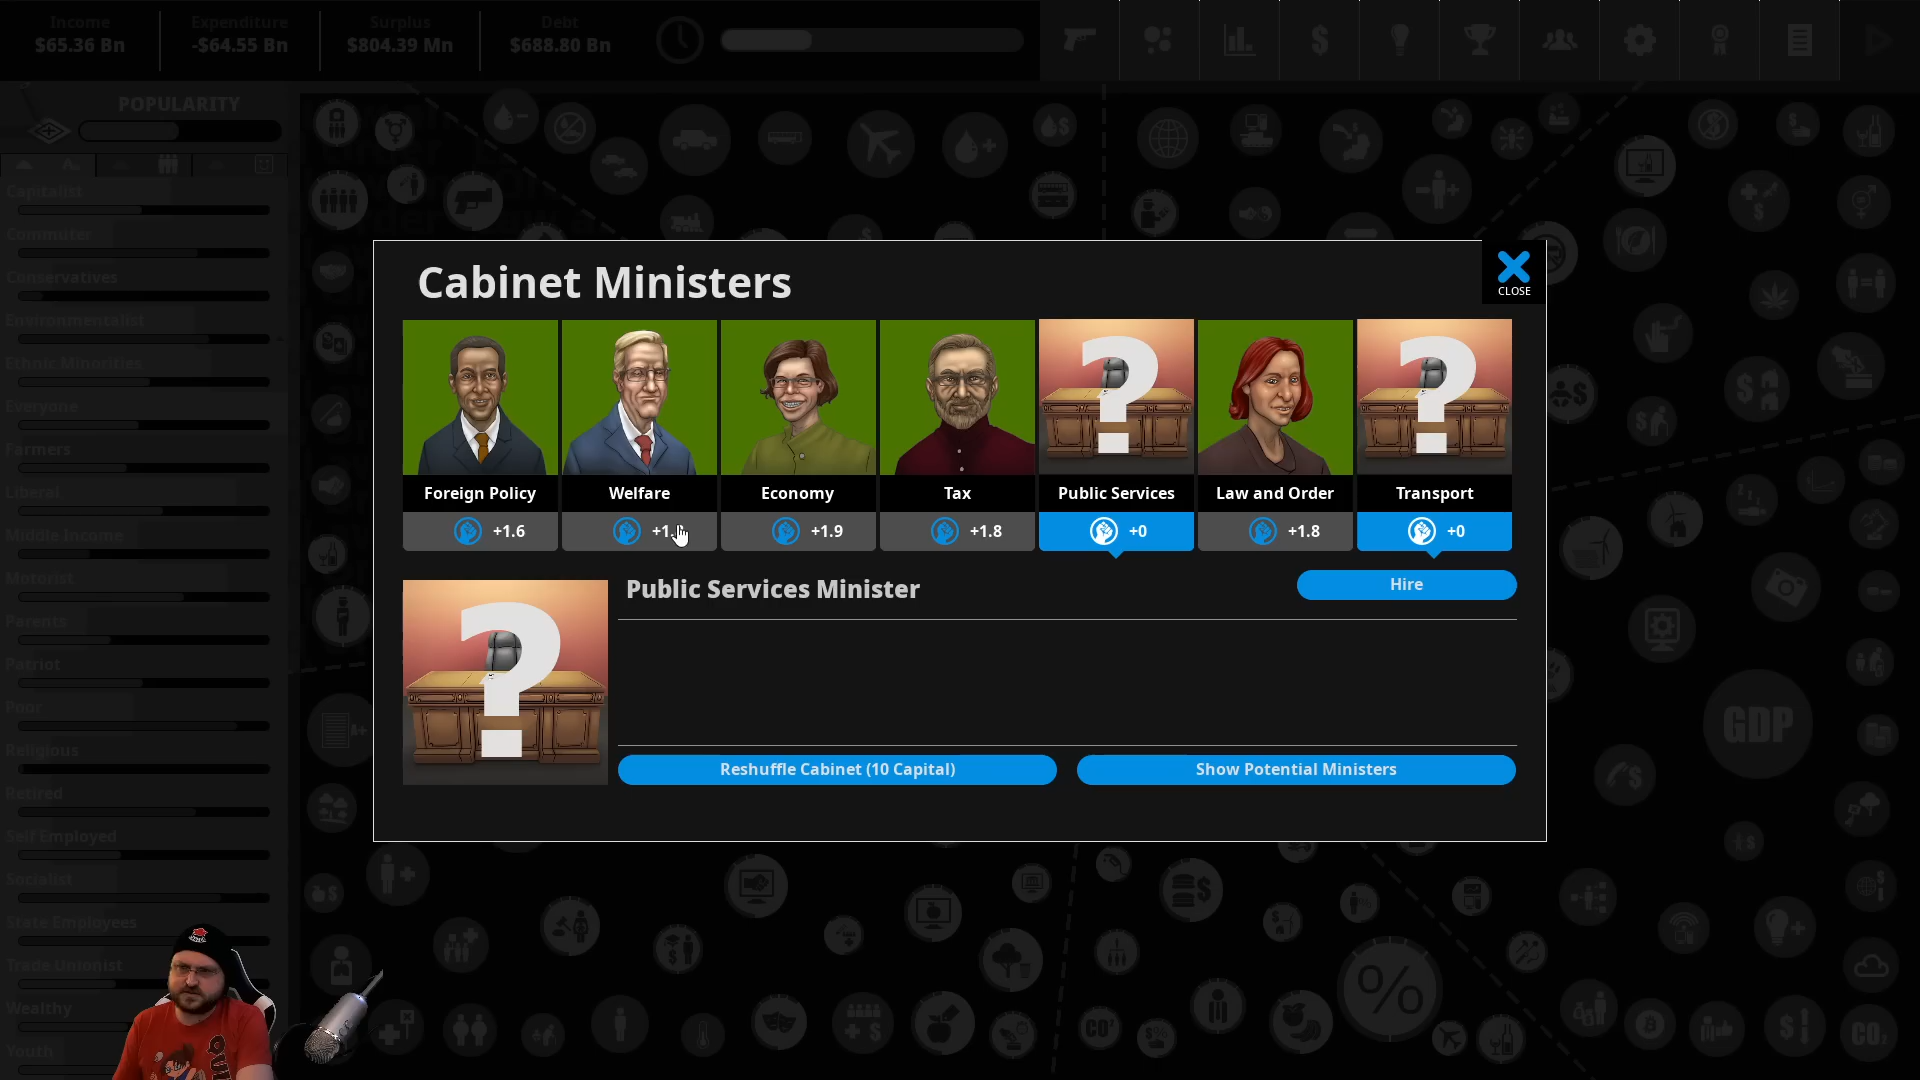 Income Expenditure Surplus Debt
$65.36 Bn -$64.55 Bn $804.39 Mn $688.80 Bn
POPULARITY
Capitalist
Commuter
Conservatives
Environmentalist
Ethnic Minorities
Everyone
Farmers
Liberal
Middle Income
Motorist
Parents
Patriot
Poor
Religious
Retired
Self Employed
Socialist
State Employees
Trade Unionist
Wealthy
Youth
Cabinet Ministers
CLOSE
Foreign Policy Welfare Economy Tax Public Services Law and Order Transport
+1.6 +1. +1.9 +1.8 +0 +1.8 +0
Public Services Minister
Hire
Reshuffle Cabinet (10 Capital) Show Potential Ministers
GDP
%
CO²
CO₂